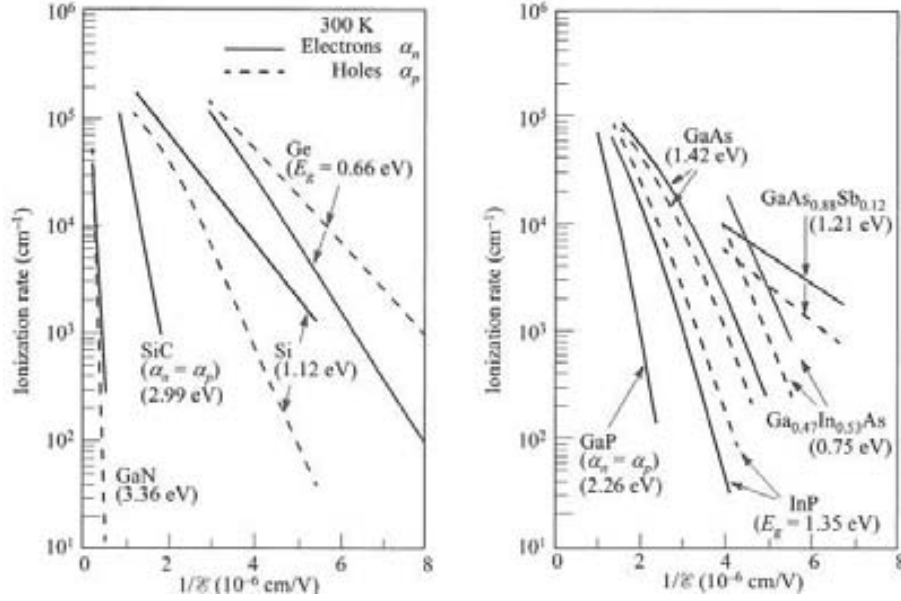 300 K
Electrons αₙ
Holes αₚ
Ge
(E_g = 0.66 eV)
SiC
(αₙ = αₚ)
(2.99 eV)
Si
(1.12 eV)
GaN
(3.36 eV)
Ionization rate (cm⁻¹)
10⁶
10⁵
10⁴
10³
10²
10¹
0 2 4 6 8
1/ℰ (10⁻⁶ cm/V)
GaAs
(1.42 eV)
GaAs₀.₈₈Sb₀.₁₂
(1.21 eV)
Ga₀.₄₇In₀.₅₃As
(0.75 eV)
GaP
(αₙ = αₚ)
(2.26 eV)
InP
(E_g = 1.35 eV)
Ionization rate (cm⁻¹)
10⁶
10⁵
10⁴
10³
10²
10¹
0 2 4 6 8
1/ℰ (10⁻⁶ cm/V)